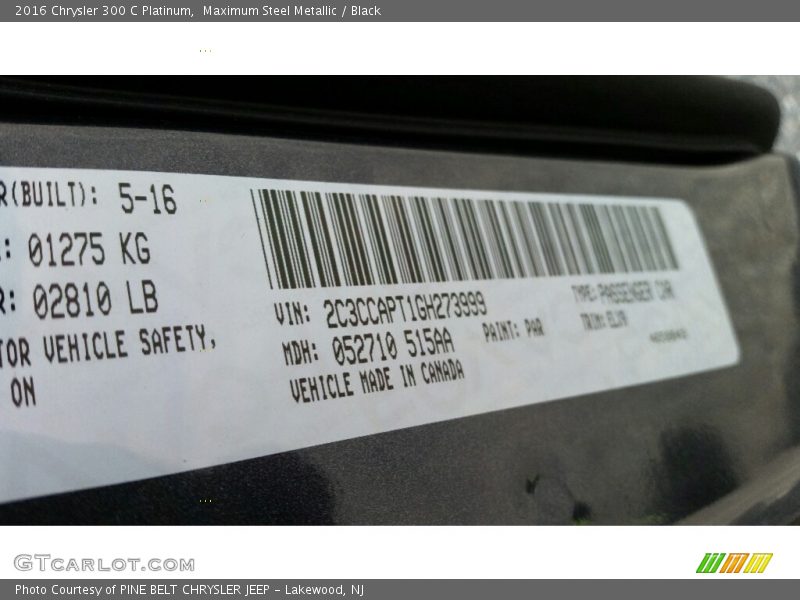 2016 Chrysler 300 C Platinum,  Maximum Steel Metallic / Black
R(BUILT): 5-16
: 01275 KG
R: 02810 LB
TOR VEHICLE SAFETY,
ON
VIN: 2C3CCAPT1GH273999
TYPE: PASSENGER CAR
MDH: 052710 515AA
PAINT: PAR
TRIM:
VEHICLE MADE IN CANADA
GTCARLOT.COM
Photo Courtesy of PINE BELT CHRYSLER JEEP - Lakewood, NJ